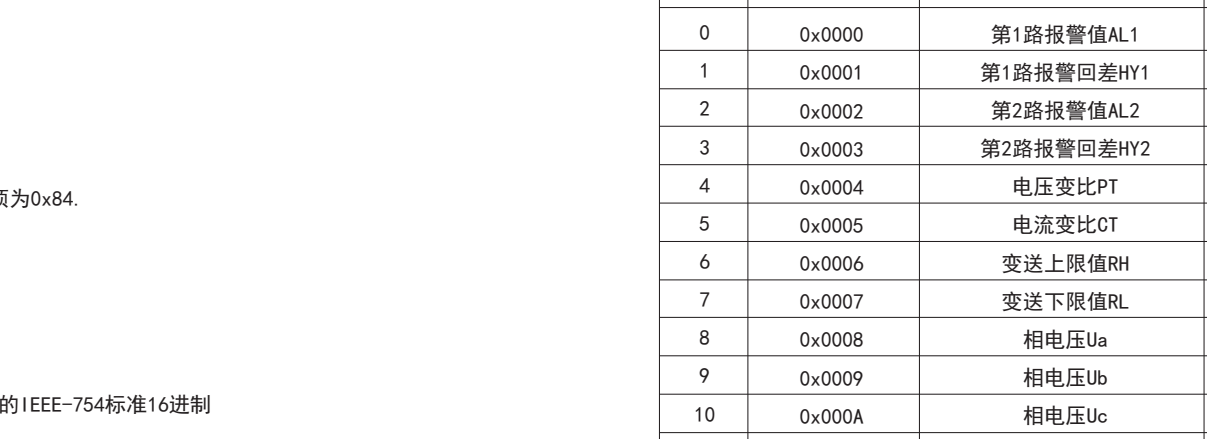 为0x84.
的IEEE-754标准16进制
0 0x0000 第1路报警值AL1
1 0x0001 第1路报警回差HY1
2 0x0002 第2路报警值AL2
3 0x0003 第2路报警回差HY2
4 0x0004 电压变比PT
5 0x0005 电流变比CT
6 0x0006 变送上限值RH
7 0x0007 变送下限值RL
8 0x0008 相电压Ua
9 0x0009 相电压Ub
10 0x000A 相电压Uc